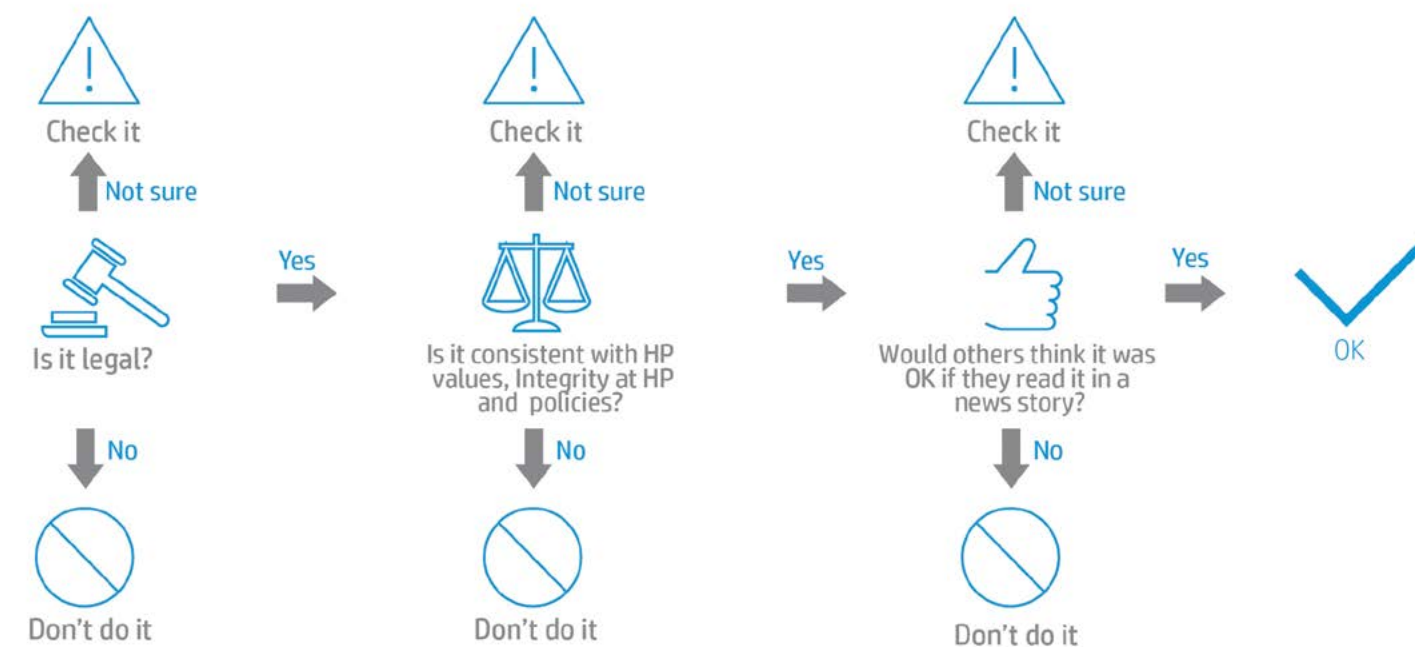 Check it
Check it
Check it
Not sure
Not sure
Not sure
Yes
Yes
Yes
Is it legal?
Is it consistent with HP
values, Integrity at HP
and policies?
Would others think it was
OK if they read it in a
news story?
OK
No
No
No
Don't do it
Don't do it
Don't do it